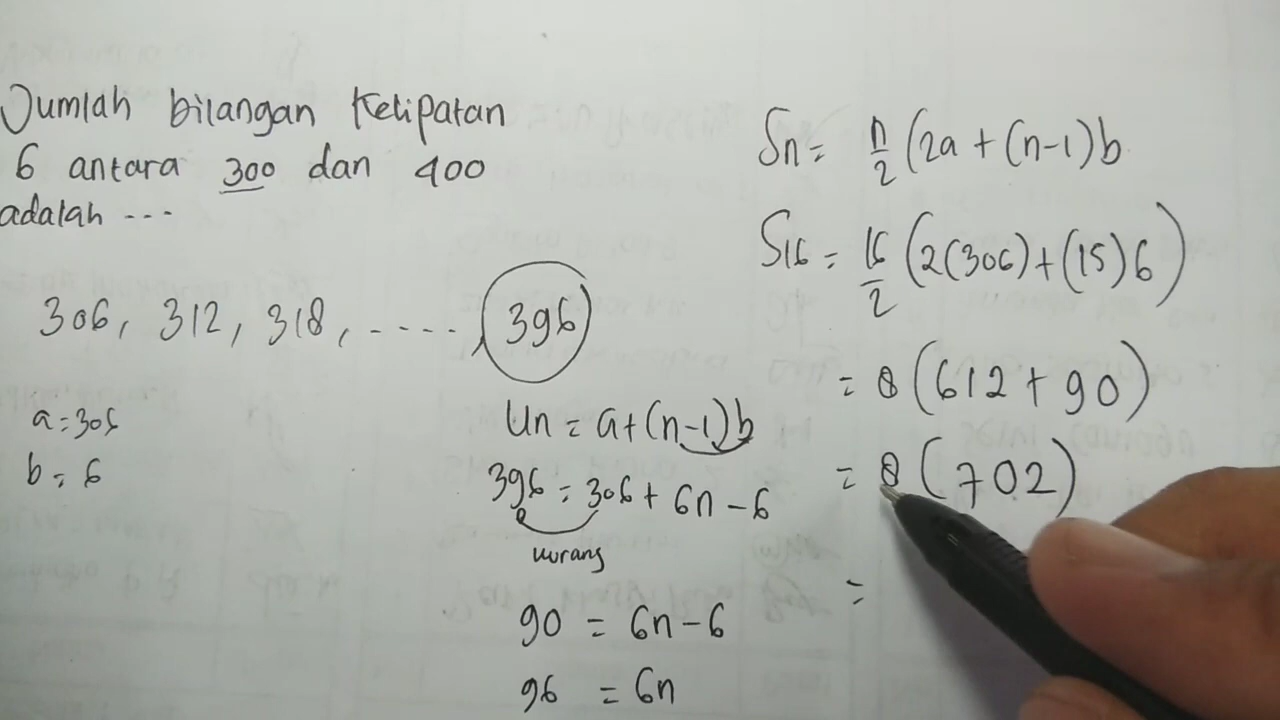 Jumlah bilangan Kelipatan
6 antara 300 dan 400
adalah ---
306, 312, 318, ....., 396
a = 306
b = 6
Un = a + (n-1)b
396 = 306 + 6n - 6
kurang
90 = 6n - 6
96 = 6n
Sn = n/2 (2a + (n-1)b
S16 = 16/2 (2(306) + (15)6)
= 8 (612 + 90)
= 8 (702)
=